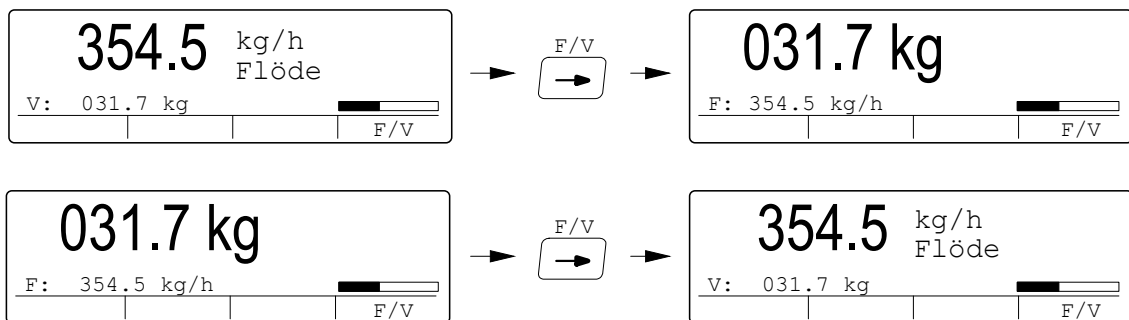 354.5 kg/h
Flöde
V: 031.7 kg
F/V
F/V
031.7 kg
F: 354.5 kg/h
F/V
031.7 kg
F: 354.5 kg/h
F/V
F/V
354.5 kg/h
Flöde
V: 031.7 kg
F/V